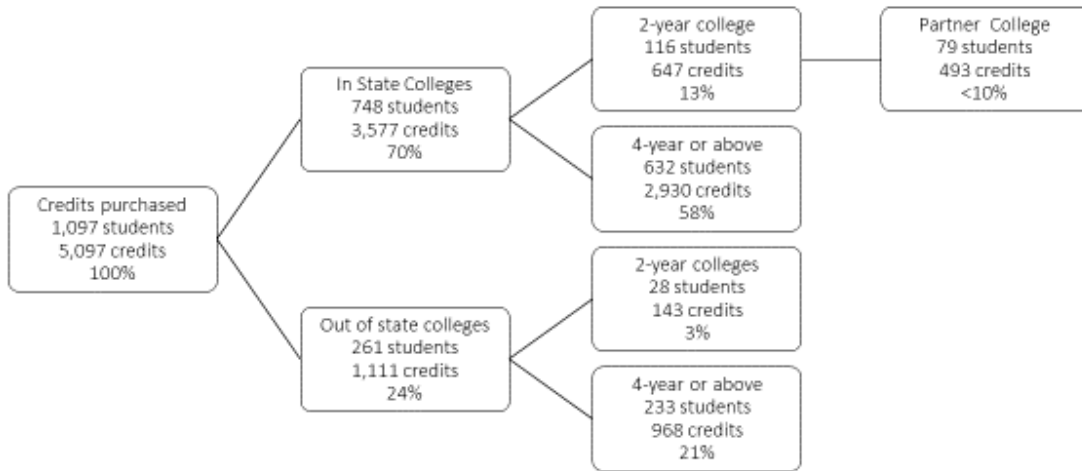 Credits purchased
1,097 students
5,097 credits
100%
In State Colleges
748 students
3,577 credits
70%
2-year college
116 students
647 credits
13%
Partner College
79 students
493 credits
<10%
4-year or above
632 students
2,930 credits
58%
Out of state colleges
261 students
1,111 credits
24%
2-year colleges
28 students
143 credits
3%
4-year or above
233 students
968 credits
21%